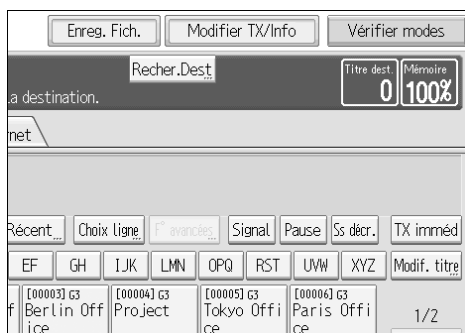 Enreg. Fich. Modifier TX/Info Vérifier modes
Recher.Dest. Titre dest. Mémoire
la destination. 0 100%
rnet
Récent Choix ligne F° avancées Signal Pause Ss décr. TX imméd
EF GH IJK LMN OPQ RST UVW XYZ Modif. titre
[00003] G3 [00004] G3 [00005] G3 [00006] G3
f Berlin Off Project Tokyo Offi Paris Offi 1/2
ice ce ce